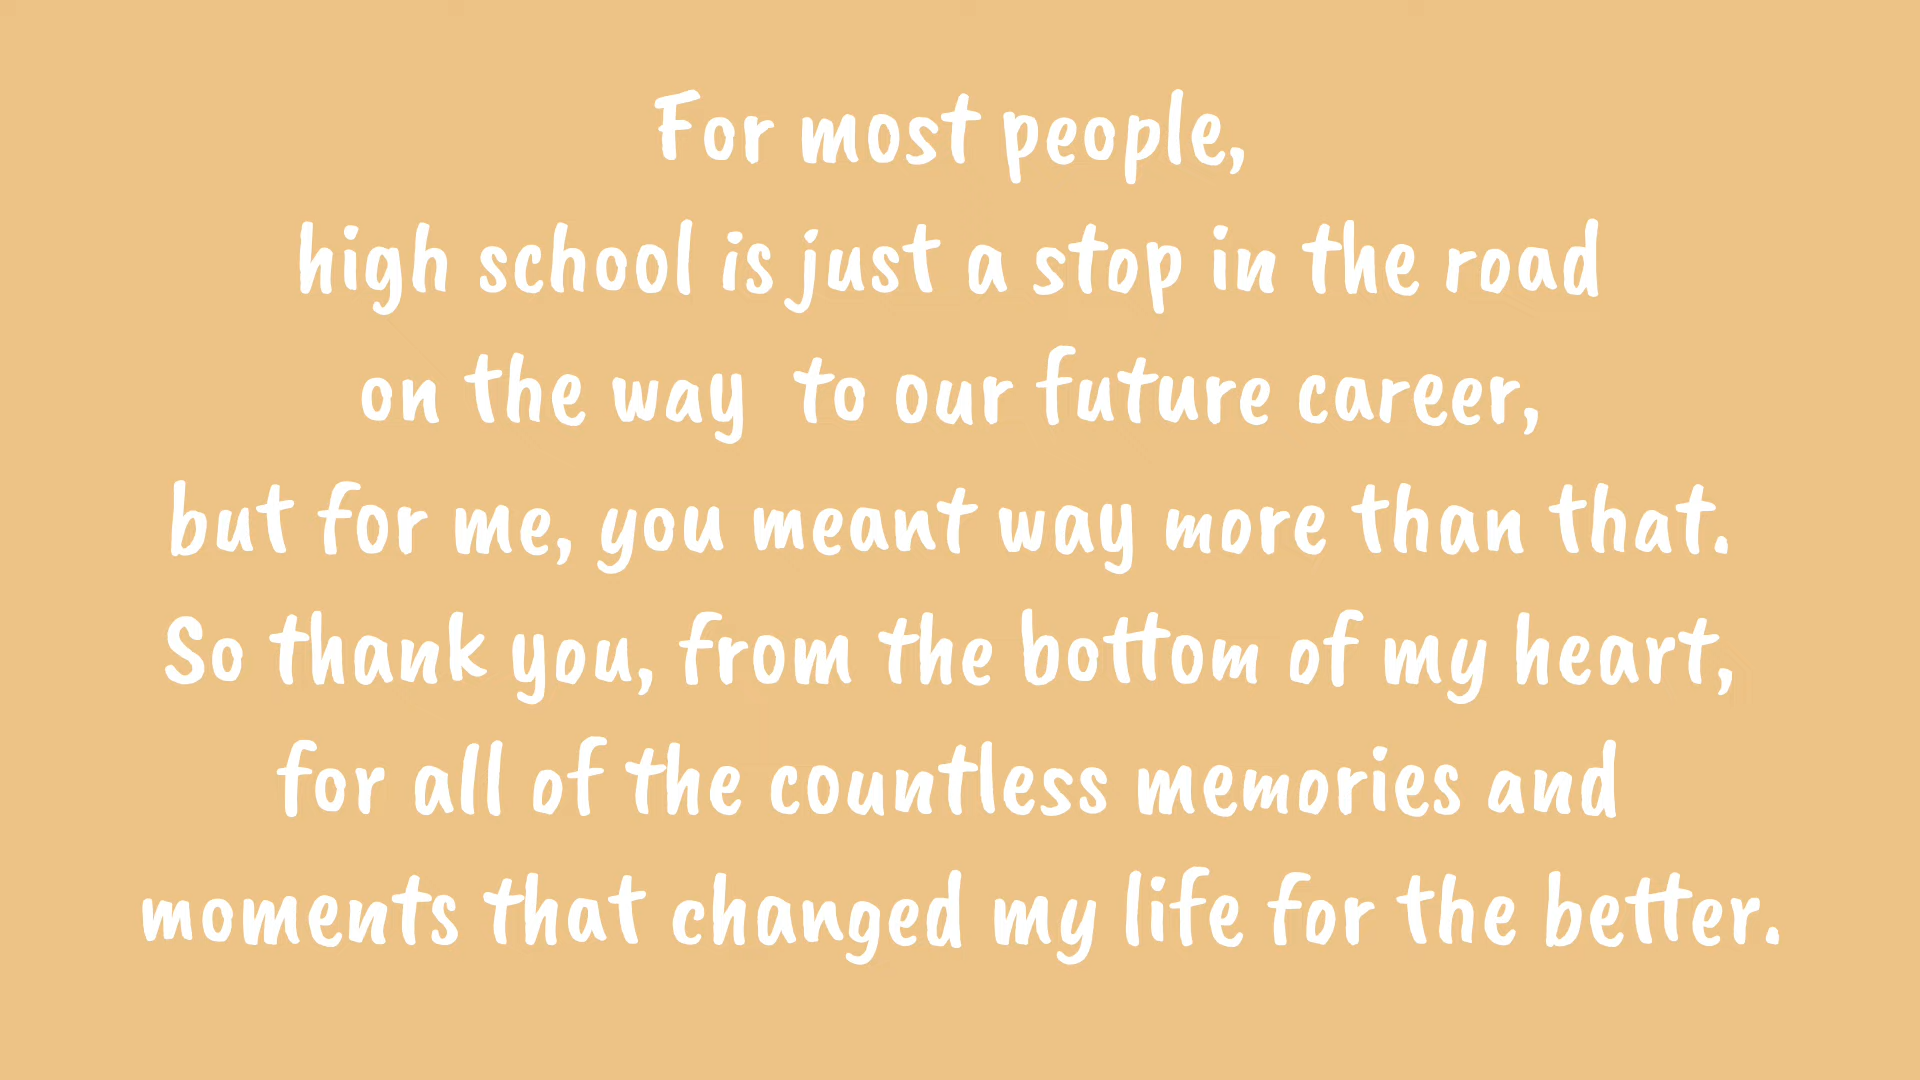 For most people,
high school is just a stop in the road
on the way  to our future career,
but for me, you meant way more than that.
So thank you, from the bottom of my heart,
for all of the countless memories and
moments that changed my life for the better.